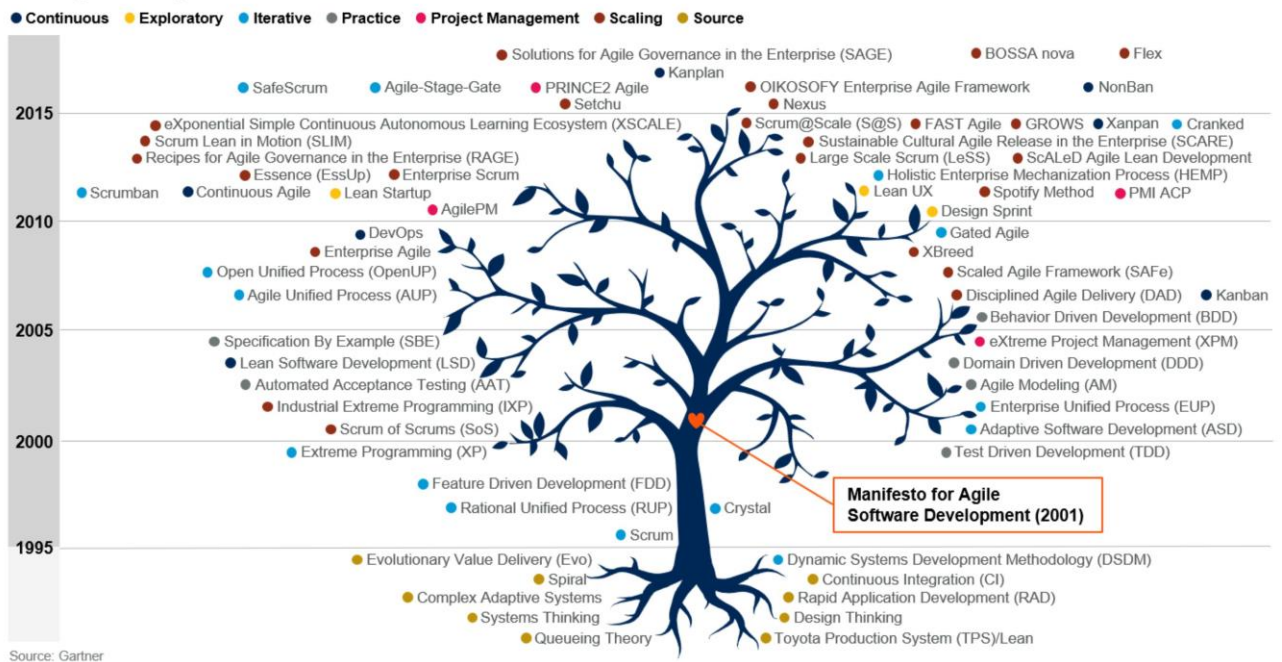 Continuous Exploratory Iterative Practice Project Management Scaling Source
Solutions for Agile Governance in the Enterprise (SAGE) BOSSA nova Flex
Kanplan
SafeScrum Agile-Stage-Gate PRINCE2 Agile OIKOSOFY Enterprise Agile Framework NonBan
Setchu Nexus
2015
eXponential Simple Continuous Autonomous Learning Ecosystem (XSCALE) Scrum@Scale (S@S) FAST Agile GROWS Xanpan Cranked
Scrum Lean in Motion (SLIM) Sustainable Cultural Agile Release in the Enterprise (SCARE)
Recipes for Agile Governance in the Enterprise (RAGE) Large Scale Scrum (LeSS) ScALeD Agile Lean Development
Essence (EssUp) Enterprise Scrum Holistic Enterprise Mechanization Process (HEMP)
Scrumban Continuous Agile Lean Startup Lean UX Spotify Method PMI ACP
AgilePM Design Sprint
2010
DevOps Gated Agile
Enterprise Agile XBreed
Open Unified Process (OpenUP) Scaled Agile Framework (SAFe)
Agile Unified Process (AUP) Disciplined Agile Delivery (DAD) Kanban
Behavior Driven Development (BDD)
2005
Specification By Example (SBE) eXtreme Project Management (XPM)
Lean Software Development (LSD) Domain Driven Development (DDD)
Automated Acceptance Testing (AAT) Agile Modeling (AM)
Industrial Extreme Programming (IXP) Enterprise Unified Process (EUP)
Scrum of Scrums (SoS) Adaptive Software Development (ASD)
2000
Extreme Programming (XP) Test Driven Development (TDD)
Feature Driven Development (FDD)
Manifesto for Agile
Software Development (2001)
Rational Unified Process (RUP) Crystal
Scrum
1995
Evolutionary Value Delivery (Evo) Dynamic Systems Development Methodology (DSDM)
Spiral Continuous Integration (CI)
Complex Adaptive Systems Rapid Application Development (RAD)
Systems Thinking Design Thinking
Queueing Theory Toyota Production System (TPS)/Lean
Source: Gartner